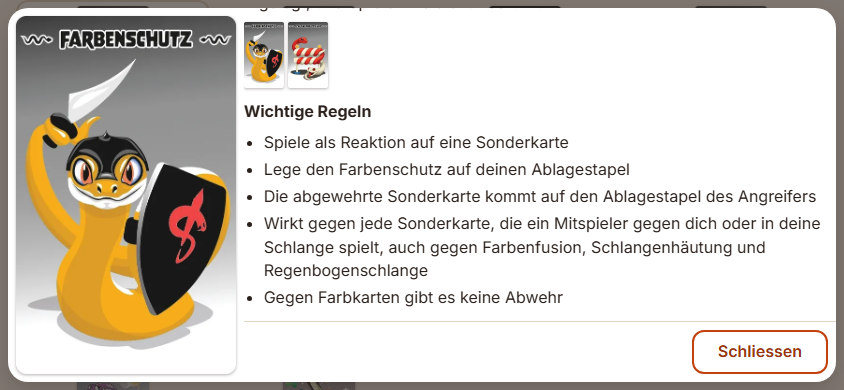 FARBENSCHUTZ
Wichtige Regeln
Spiele als Reaktion auf eine Sonderkarte
Lege den Farbenschutz auf deinen Ablagestapel
Die abgewehrte Sonderkarte kommt auf den Ablagestapel des Angreifers
Wirkt gegen jede Sonderkarte, die ein Mitspieler gegen dich oder in deine
Schlange spielt, auch gegen Farbenfusion, Schlangenhäutung und
Regenbogenschlange
Gegen Farbkarten gibt es keine Abwehr
Schliessen